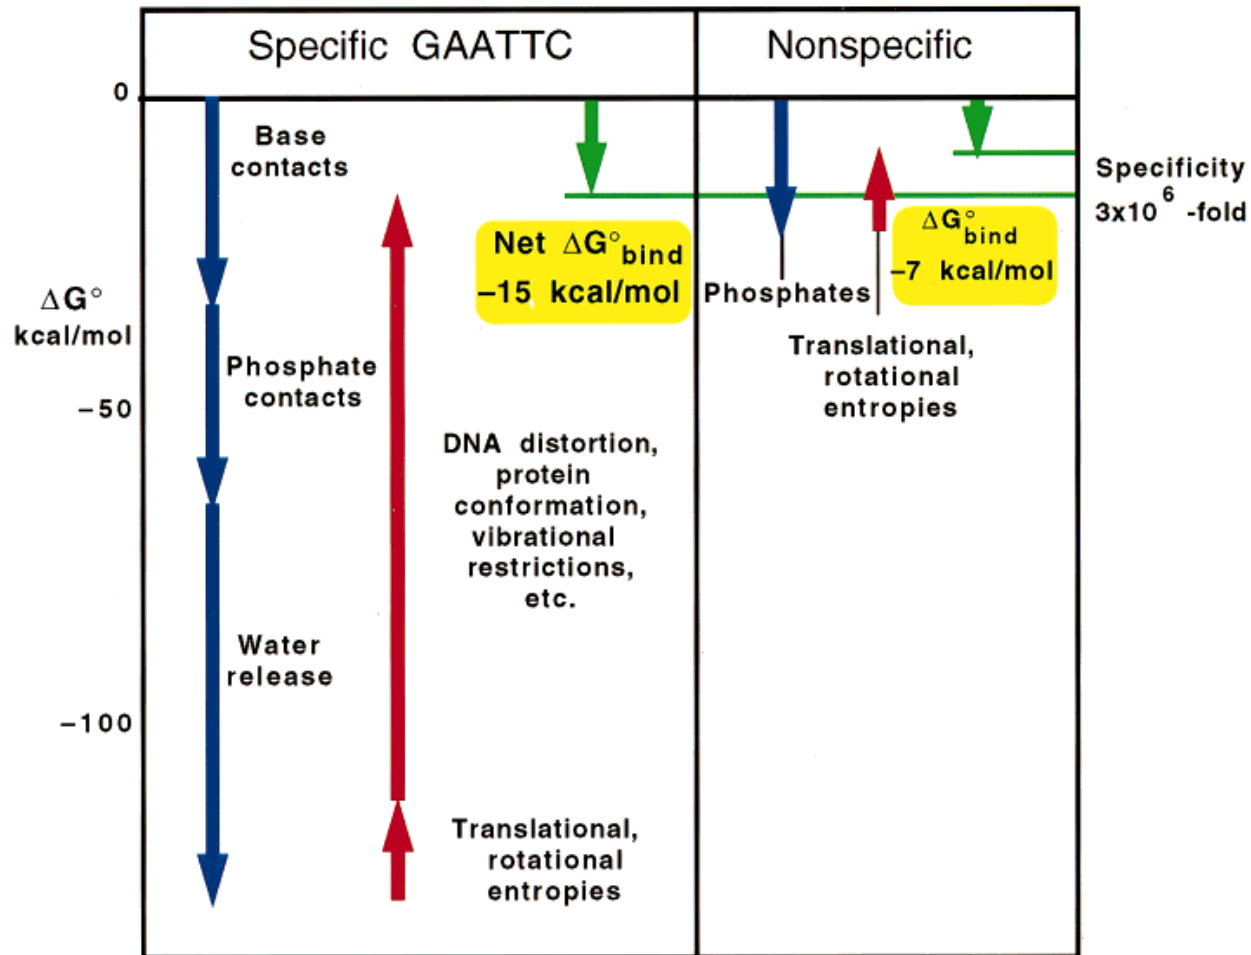 Specific GAATTC
Nonspecific
0
Base
contacts
Specificity
3x10⁶ -fold
Net ΔG°bind
−15 kcal/mol
ΔG°bind
−7 kcal/mol
Phosphates
ΔG°
kcal/mol
Translational,
rotational
entropies
Phosphate
contacts
−50
DNA distortion,
protein
conformation,
vibrational
restrictions,
etc.
Water
release
−100
Translational,
rotational
entropies